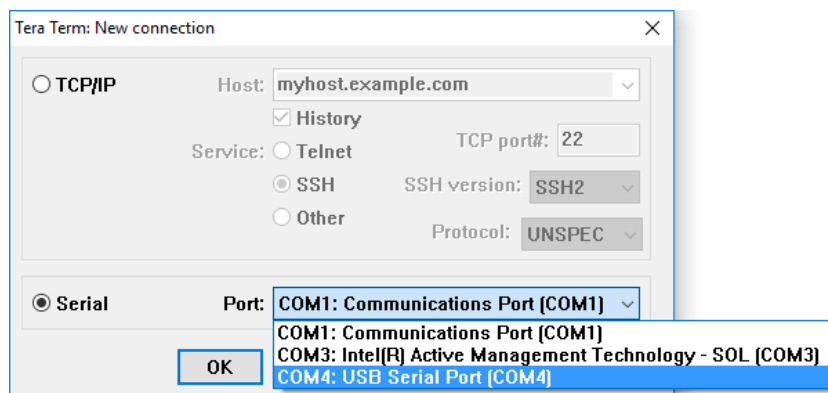 Tera Term: New connection
TCP/IP Host: myhost.example.com
History
Service: Telnet TCP port#: 22
SSH SSH version: SSH2
Other Protocol: UNSPEC
Serial Port: COM1: Communications Port (COM1)
COM1: Communications Port (COM1)
COM3: Intel(R) Active Management Technology - SOL (COM3)
OK COM4: USB Serial Port (COM4)